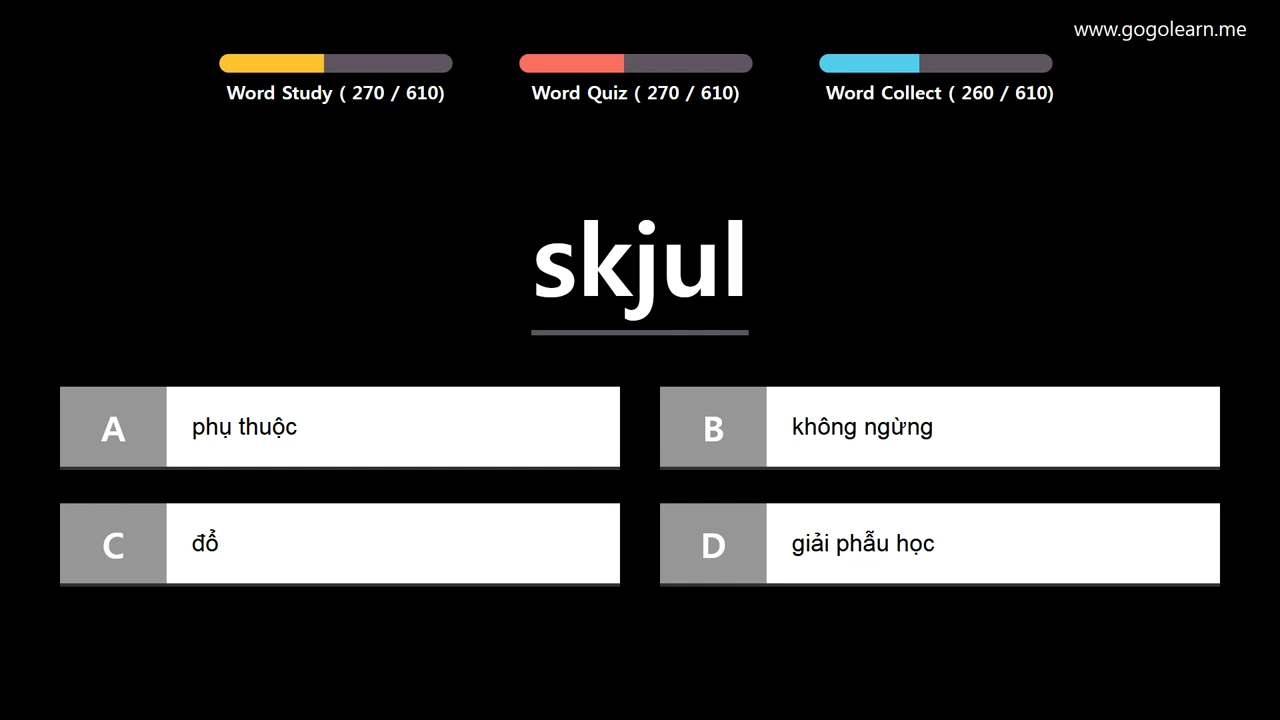 www.gogolearn.me
Word Study ( 270 / 610)
Word Quiz ( 270 / 610)
Word Collect ( 260 / 610)
skjul
A
phụ thuộc
B
không ngừng
C
đổ
D
giải phẫu học